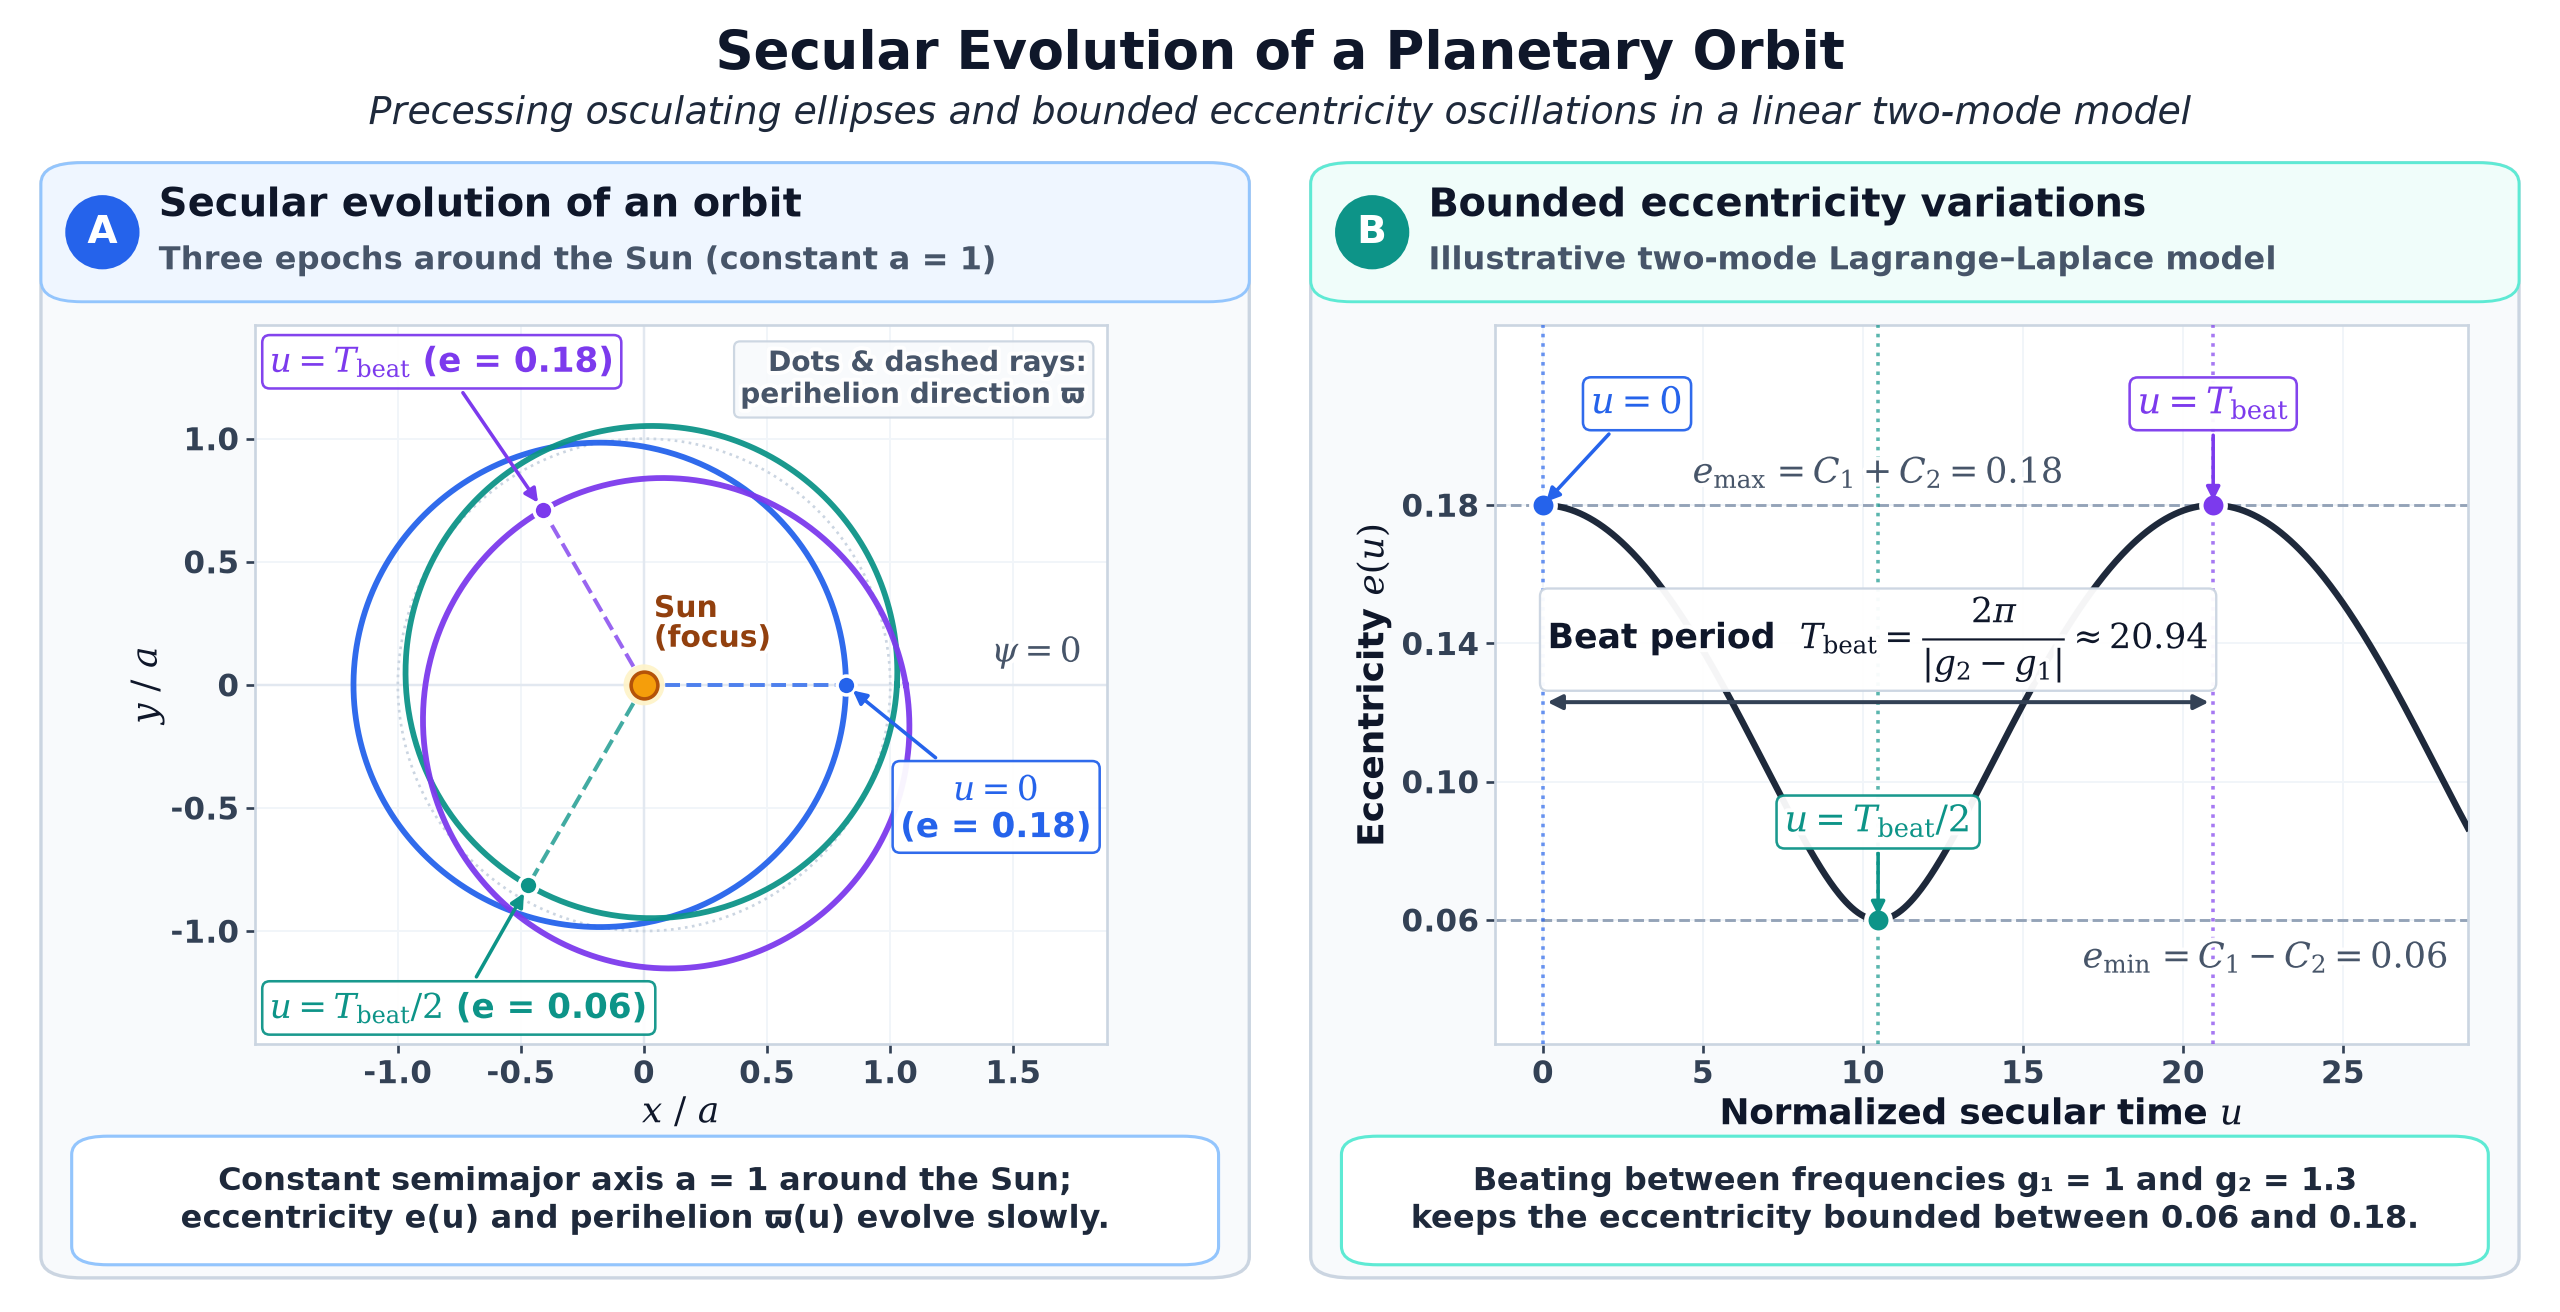 Secular Evolution of a Planetary Orbit
Precessing osculating ellipses and bounded eccentricity oscillations in a linear two-mode model
A
Secular evolution of an orbit
Three epochs around the Sun (constant a = 1)
u = T_beat (e = 0.18)
Dots & dashed rays:
perihelion direction ϖ
Sun
(focus)
ψ = 0
u = 0
(e = 0.18)
u = T_beat/2 (e = 0.06)
1.0
0.5
0
-0.5
-1.0
y / a
-1.0 -0.5 0 0.5 1.0 1.5
x / a
Constant semimajor axis a = 1 around the Sun;
eccentricity e(u) and perihelion ϖ(u) evolve slowly.
B
Bounded eccentricity variations
Illustrative two-mode Lagrange–Laplace model
u = 0
u = T_beat
e_max = C₁ + C₂ = 0.18
Beat period T_beat = 2π / |g₂ − g₁| ≈ 20.94
u = T_beat/2
e_min = C₁ − C₂ = 0.06
0.18
0.14
0.10
0.06
Eccentricity e(u)
0 5 10 15 20 25
Normalized secular time u
Beating between frequencies g₁ = 1 and g₂ = 1.3
keeps the eccentricity bounded between 0.06 and 0.18.